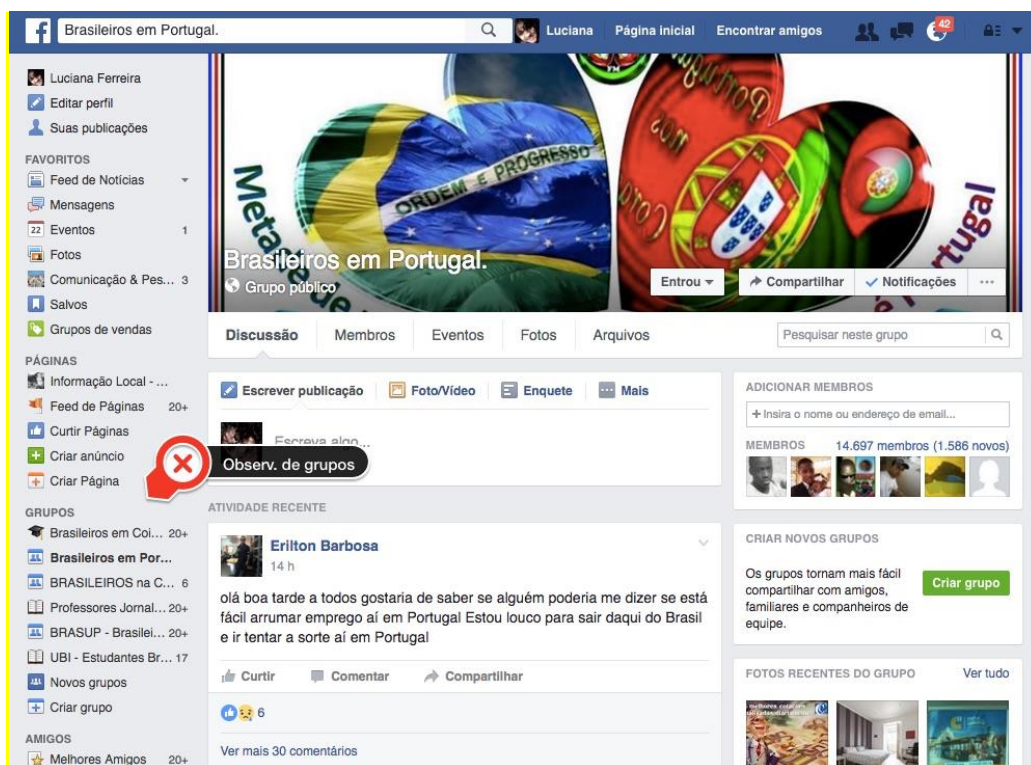 Brasileiros em Portugal.
Luciana
Página inicial
Encontrar amigos
42
Luciana Ferreira
Editar perfil
Suas publicações
FAVORITOS
Feed de Notícias
Mensagens
22 Eventos 1
Fotos
Comunicação & Pes... 3
Salvos
Grupos de vendas
PÁGINAS
Informação Local - ...
Feed de Páginas 20+
Curtir Páginas
Criar anúncio
Criar Página
GRUPOS
Brasileiros em Coi... 20+
Brasileiros em Por...
BRASILEIROS na C... 6
Professores Jornal... 20+
BRASUP - Brasilei... 20+
UBI - Estudantes Br... 17
Novos grupos
Criar grupo
AMIGOS
Melhores Amigos 20+
Observ. de grupos
ORDEM E PROGRESSO
Brasileiros em Portugal.
Grupo público
Entrou
Compartilhar
Notificações
Discussão
Membros
Eventos
Fotos
Arquivos
Pesquisar neste grupo
Escrever publicação
Foto/Vídeo
Enquete
Mais
Escreva algo...
ATIVIDADE RECENTE
Erilton Barbosa
14 h
olá boa tarde a todos gostaria de saber se alguém poderia me dizer se está
fácil arrumar emprego aí em Portugal Estou louco para sair daqui do Brasil
e ir tentar a sorte aí em Portugal
Curtir
Comentar
Compartilhar
6
Ver mais 30 comentários
ADICIONAR MEMBROS
+ Insira o nome ou endereço de email...
MEMBROS
14.697 membros (1.586 novos)
CRIAR NOVOS GRUPOS
Os grupos tornam mais fácil
compartilhar com amigos,
familiares e companheiros de
equipe.
Criar grupo
FOTOS RECENTES DO GRUPO
Ver tudo